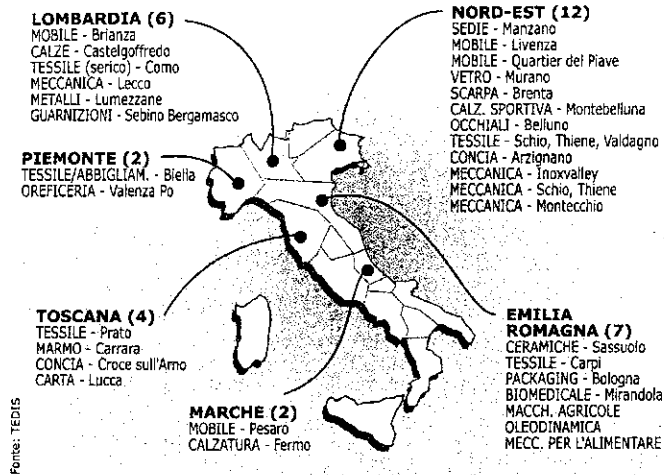 LOMBARDIA (6)
MOBILE - Brianza
CALZE - Castelgoffredo
TESSILE (serico) - Como
MECCANICA - Lecco
METALLI - Lumezzane
GUARNIZIONI - Sebino Bergamasco
NORD-EST (12)
SEDIE - Manzano
MOBILE - Livenza
MOBILE - Quartier del Piave
VETRO - Murano
SCARPA - Brenta
CALZ. SPORTIVA - Montebelluna
OCCHIALI - Belluno
TESSILE - Schio, Thiene, Valdagno
CONCIA - Arzignano
MECCANICA - Inoxvalley
MECCANICA - Schio, Thiene
MECCANICA - Montecchio
PIEMONTE (2)
TESSILE/ABBIGLIAM. - Biella
OREFICERIA - Valenza Po
TOSCANA (4)
TESSILE - Prato
MARMO - Carrara
CONCIA - Croce sull'Arno
CARTA - Lucca
MARCHE (2)
MOBILE - Pesaro
CALZATURA - Fermo
EMILIA
ROMAGNA (7)
CERAMICHE - Sassuolo
TESSILE - Carpi
PACKAGING - Bologna
BIOMEDICALE - Mirandola
MACCH. AGRICOLE
OLEODINAMICA
MECC. PER L'ALIMENTARE
Fonte: TEDIS